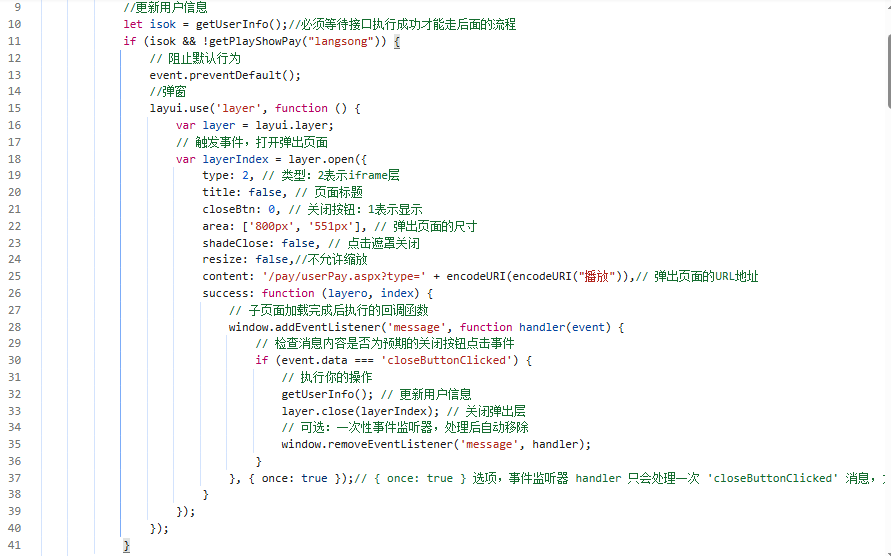 9 //更新用户信息
10 let isok = getUserInfo();//必须等待接口执行成功才能走后面的流程
11 if (isok && !getPlayShowPay("langsong")) {
12 // 阻止默认行为
13 event.preventDefault();
14 //弹窗
15 layui.use('layer', function () {
16 var layer = layui.layer;
17 // 触发事件，打开弹出页面
18 var layerIndex = layer.open({
19 type: 2, // 类型：2表示iframe层
20 title: false, // 页面标题
21 closeBtn: 0, // 关闭按钮：1表示显示
22 area: ['800px', '551px'], // 弹出页面的尺寸
23 shadeClose: false, // 点击遮罩关闭
24 resize: false,//不允许缩放
25 content: '/pay/userPay.aspx?type=' + encodeURI(encodeURI("播放")),// 弹出页面的URL地址
26 success: function (layero, index) {
27 // 子页面加载完成后执行的回调函数
28 window.addEventListener('message', function handler(event) {
29 // 检查消息内容是否为预期的关闭按钮点击事件
30 if (event.data === 'closeButtonClicked') {
31 // 执行你的操作
32 getUserInfo(); // 更新用户信息
33 layer.close(layerIndex); // 关闭弹出层
34 // 可选：一次性事件监听器，处理后自动移除
35 window.removeEventListener('message', handler);
36 }
37 }, { once: true });// { once: true } 选项，事件监听器 handler 只会处理一次 'closeButtonClicked' 消息，
38 }
39 });
40 });
41 }